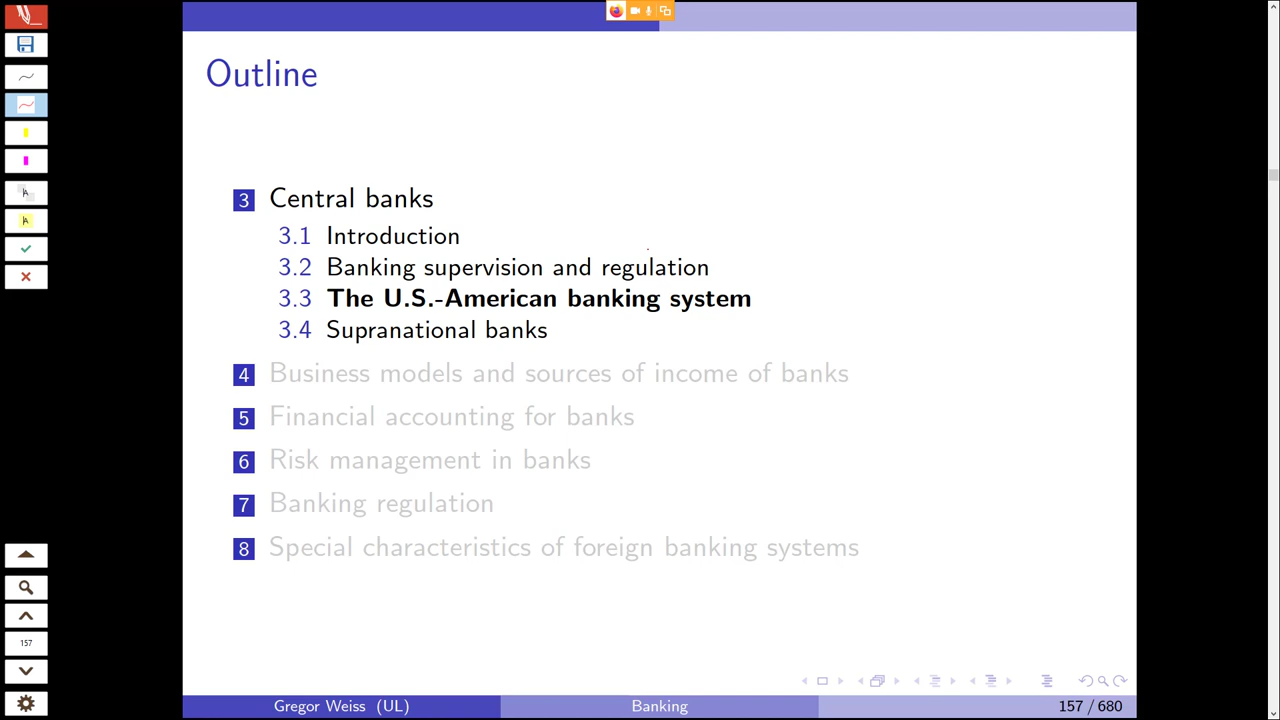 Outline
3 Central banks
3.1 Introduction
3.2 Banking supervision and regulation
3.3 The U.S.-American banking system
3.4 Supranational banks
4 Business models and sources of income of banks
5 Financial accounting for banks
6 Risk management in banks
7 Banking regulation
8 Special characteristics of foreign banking systems
157
Gregor Weiss (UL) Banking 157 / 680